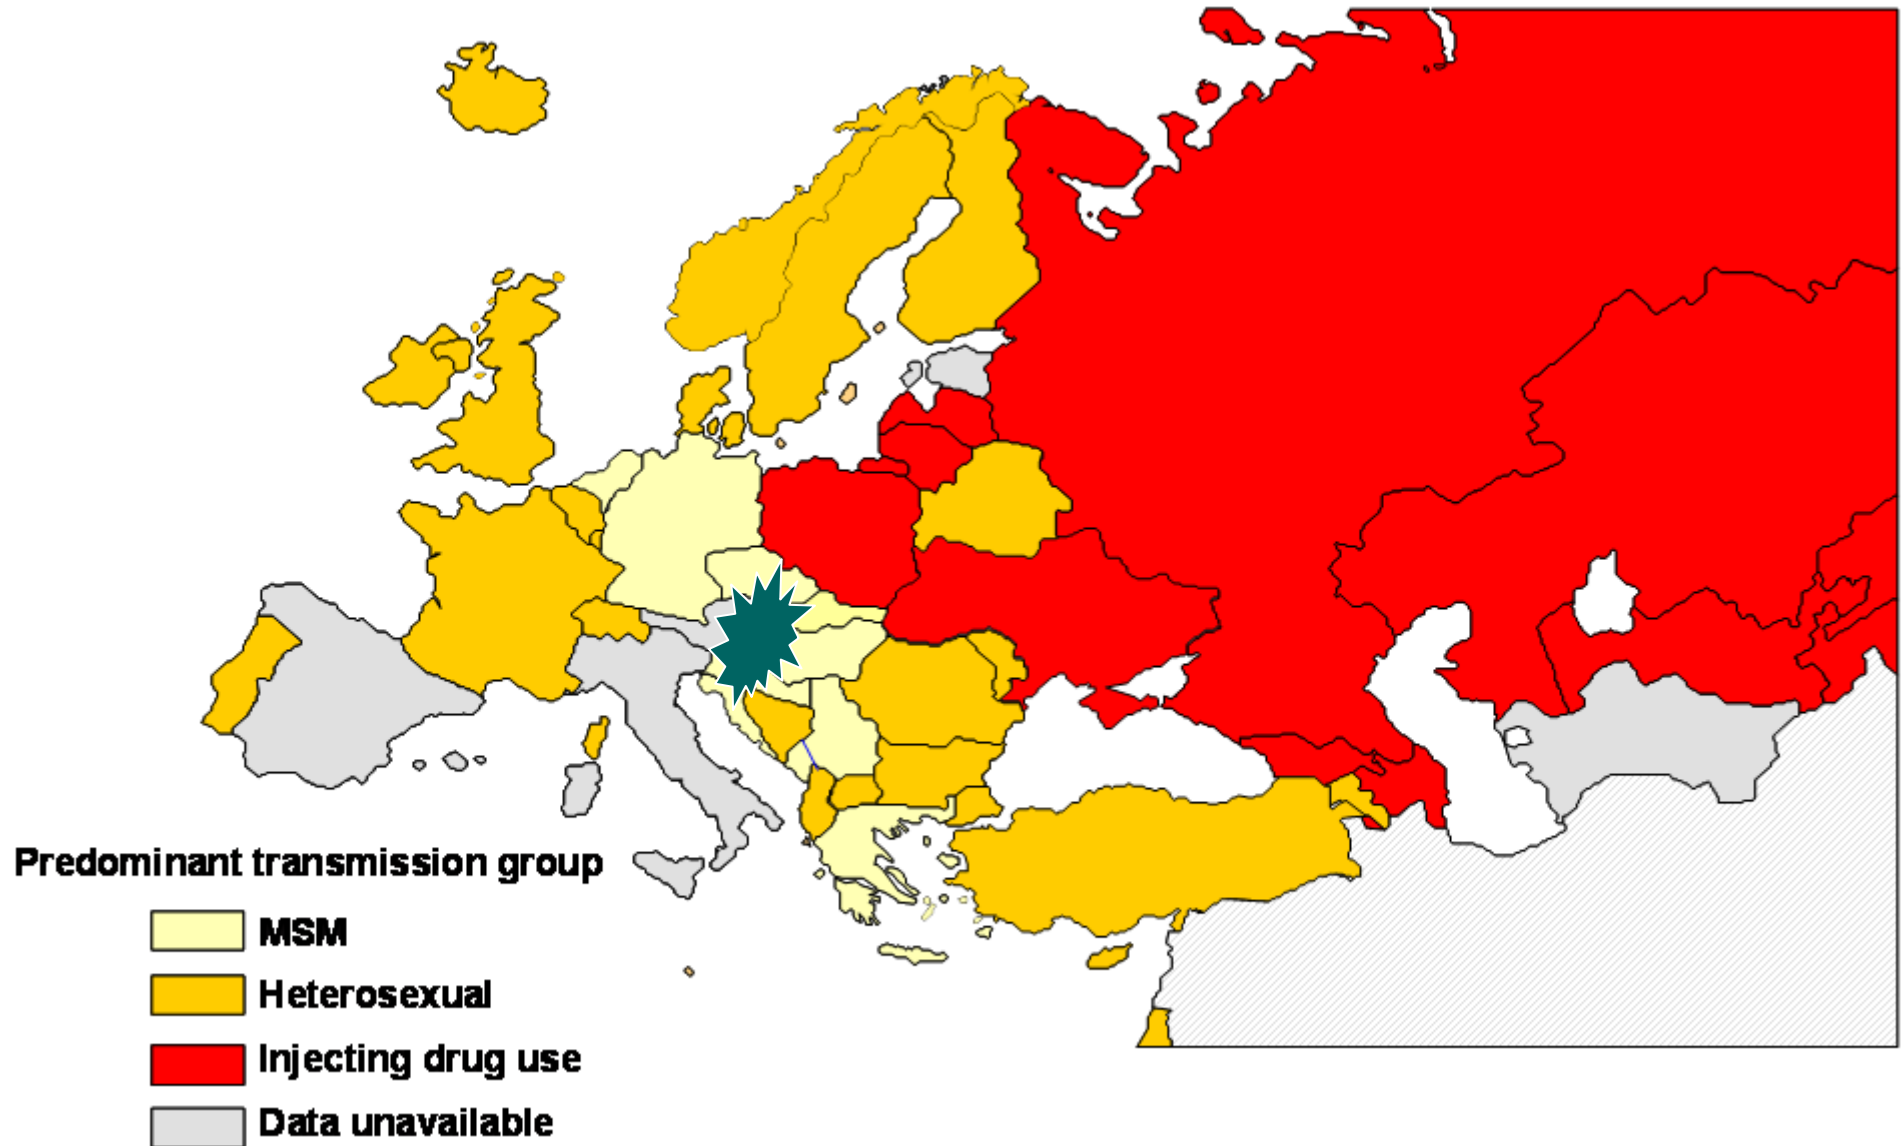 Predominant transmission group
MSM
Heterosexual
Injecting drug use
Data unavailable